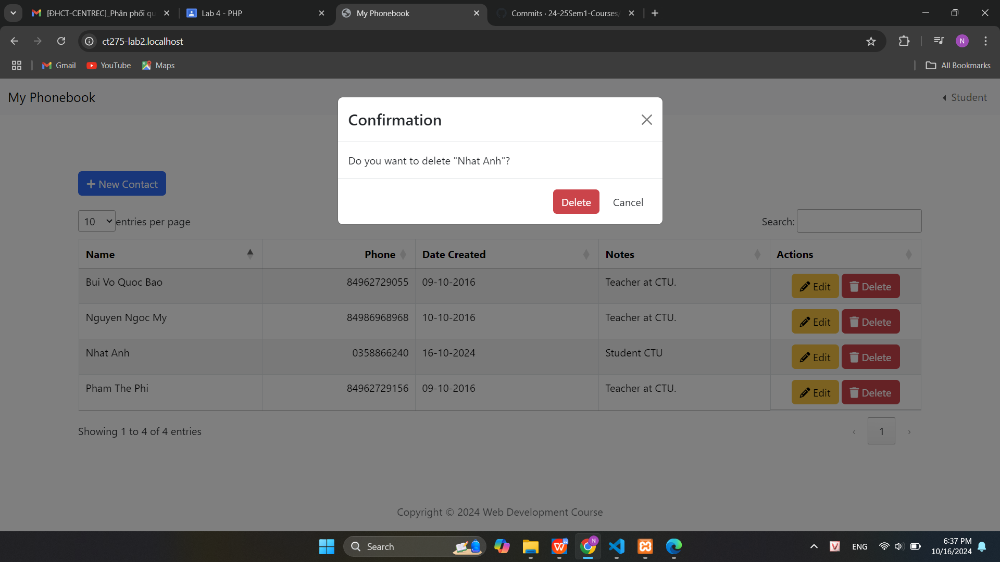 [ĐHCT-CENTREC]_Phân phối qu
Lab 4 - PHP
My Phonebook
Commits · 24-25Sem1-Courses/
ct275-lab2.localhost
N
Gmail
YouTube
Maps
All Bookmarks
My Phonebook
Student
Confirmation
Do you want to delete "Nhat Anh"?
Delete
Cancel
New Contact
10 entries per page
Search:
Name Phone Date Created Notes Actions
Bui Vo Quoc Bao 84962729055 09-10-2016 Teacher at CTU. Edit Delete
Nguyen Ngoc My 84986968968 10-10-2016 Teacher at CTU. Edit Delete
Nhat Anh 0358866240 16-10-2024 Student CTU Edit Delete
Pham The Phi 84962729156 09-10-2016 Teacher at CTU. Edit Delete
Showing 1 to 4 of 4 entries
‹ 1 ›
Copyright © 2024 Web Development Course
Search
N
V
ENG
6:37 PM
10/16/2024